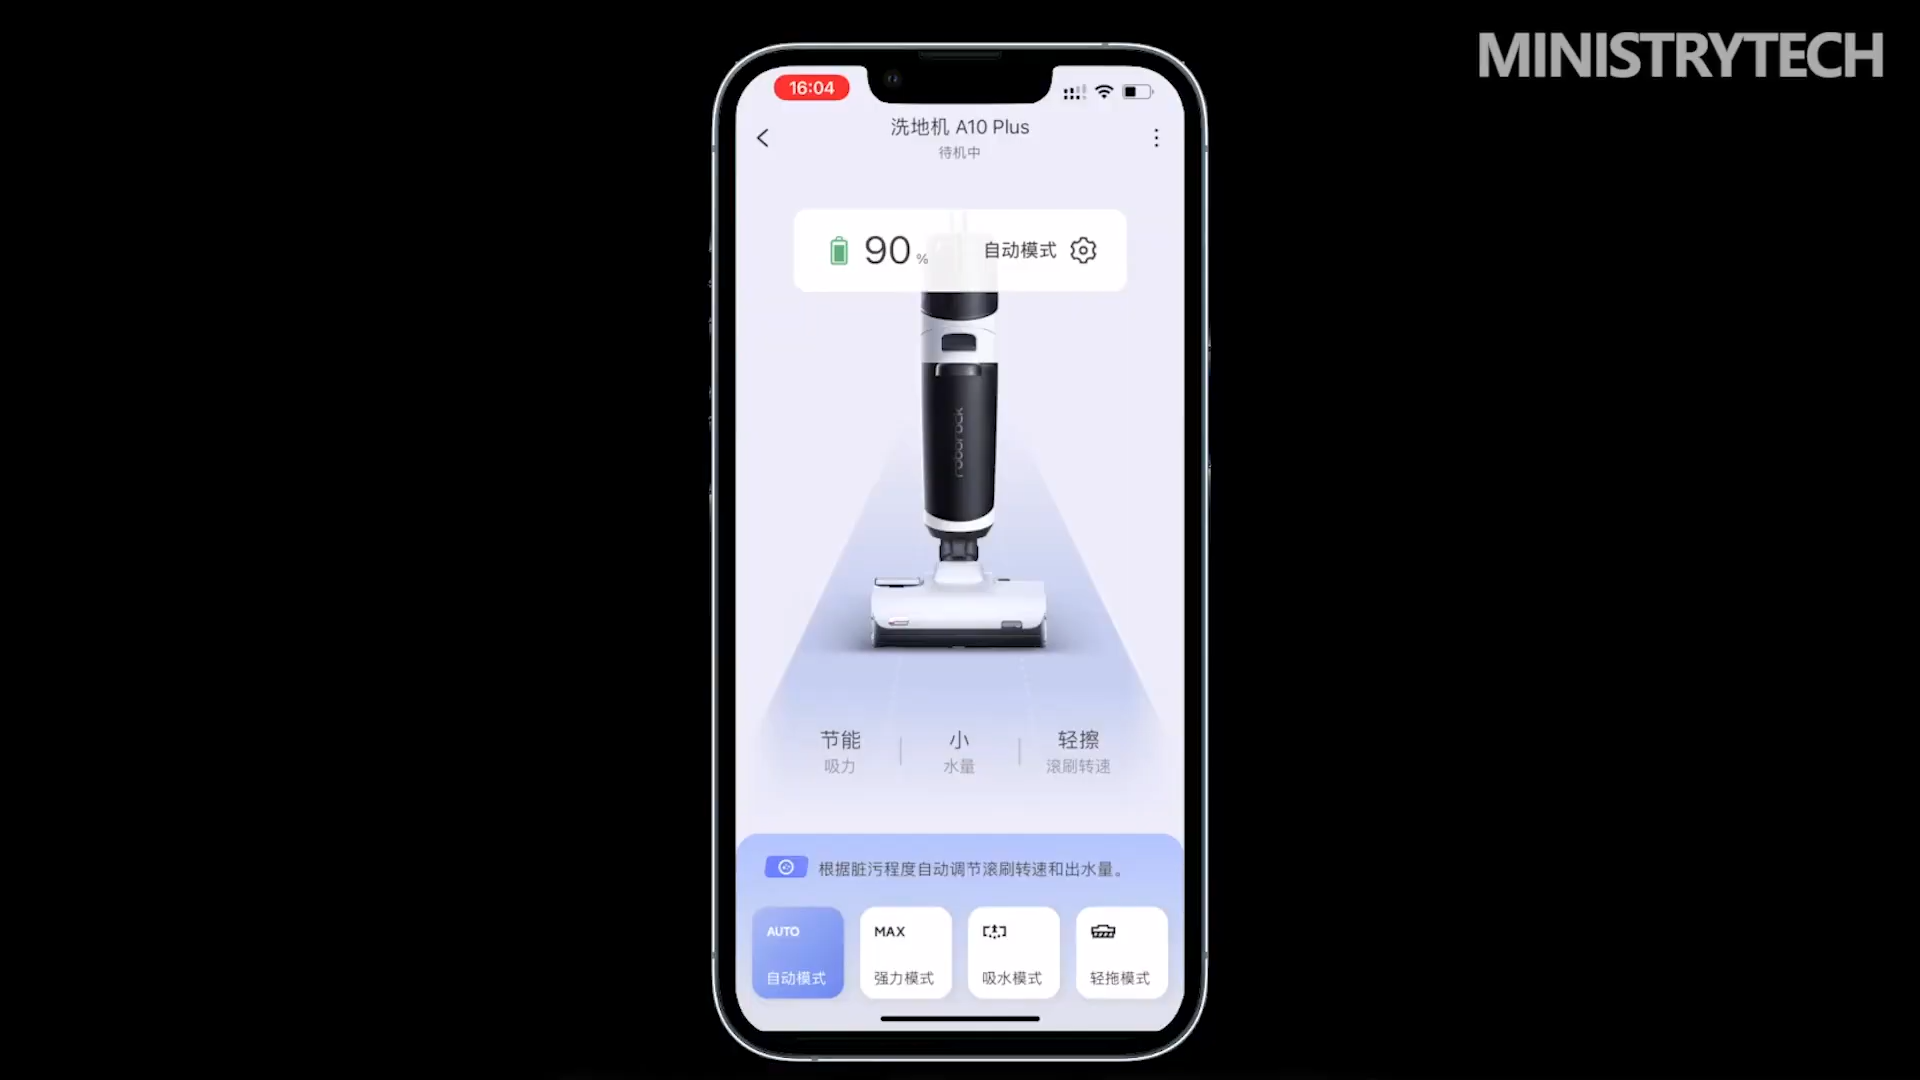 MINISTRYTECH
16:04
洗地机 A10 Plus
待机中
90 %
自动模式
roborock
节能
小
轻擦
吸力
水量
滚刷转速
根据脏污程度自动调节滚刷转速和出水量。
AUTO
MAX
自动模式
强力模式
吸水模式
轻拖模式